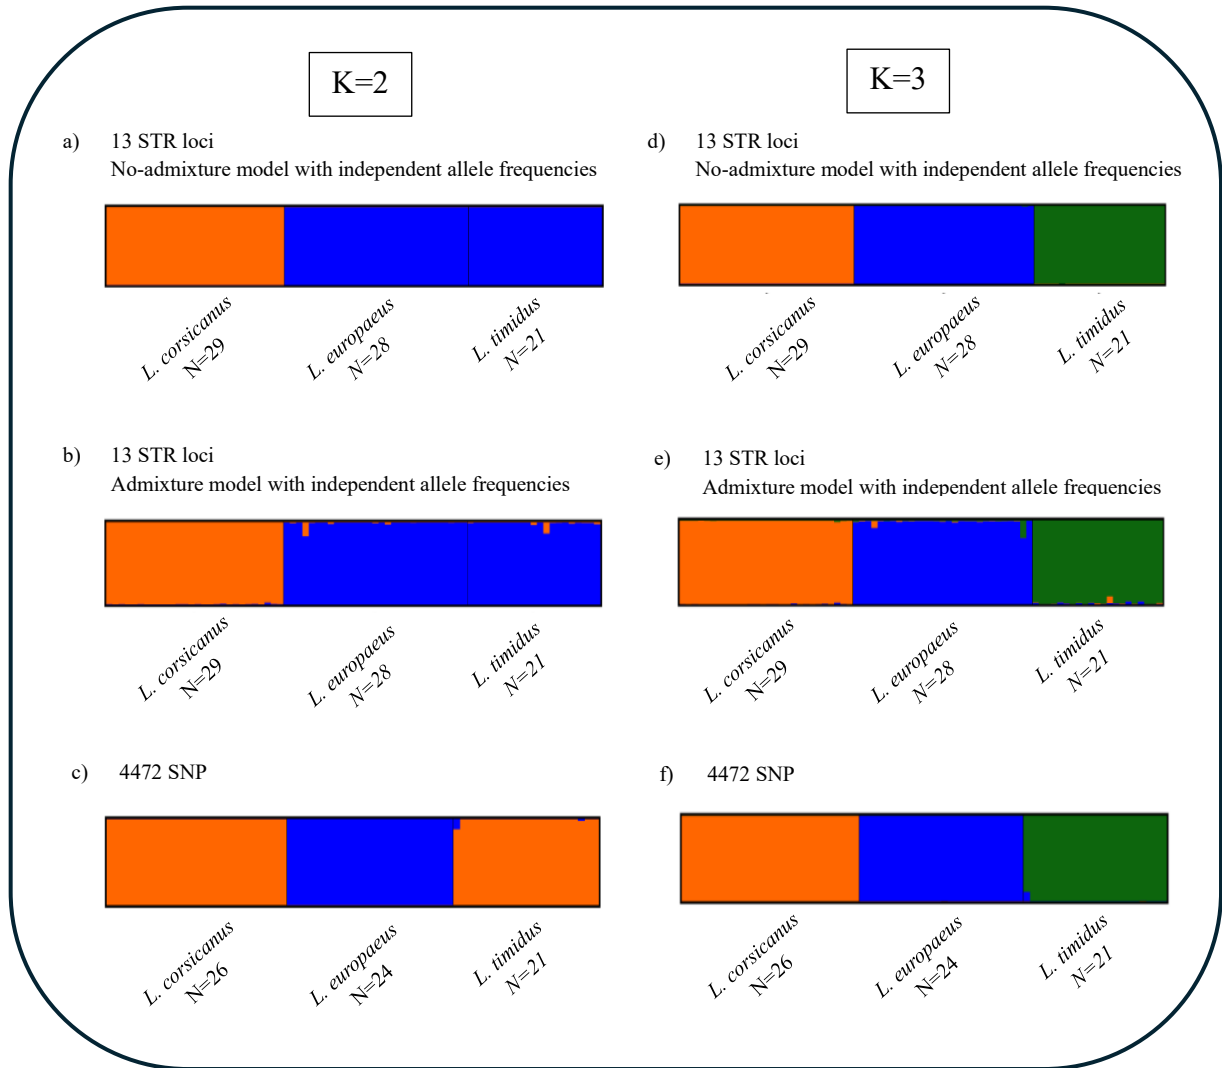 K=2
K=3
a) 13 STR loci
No-admixture model with independent allele frequencies
L. corsicanus
N=29
L. europaeus
N=28
L. timidus
N=21
d) 13 STR loci
No-admixture model with independent allele frequencies
L. corsicanus
N=29
L. europaeus
N=28
L. timidus
N=21
b) 13 STR loci
Admixture model with independent allele frequencies
L. corsicanus
N=29
L. europaeus
N=28
L. timidus
N=21
e) 13 STR loci
Admixture model with independent allele frequencies
L. corsicanus
N=29
L. europaeus
N=28
L. timidus
N=21
c) 4472 SNP
L. corsicanus
N=26
L. europaeus
N=24
L. timidus
N=21
f) 4472 SNP
L. corsicanus
N=26
L. europaeus
N=24
L. timidus
N=21